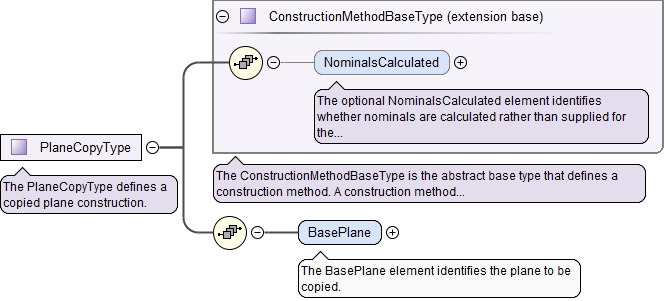 ConstructionMethodBaseType (extension base)
NominalsCalculated
The optional NominalsCalculated element identifies
whether nominals are calculated rather than supplied for
the...
PlaneCopyType
The PlaneCopyType defines a
copied plane construction.
The ConstructionMethodBaseType is the abstract base type that defines a
construction method. A construction method...
BasePlane
The BasePlane element identifies the plane to be
copied.